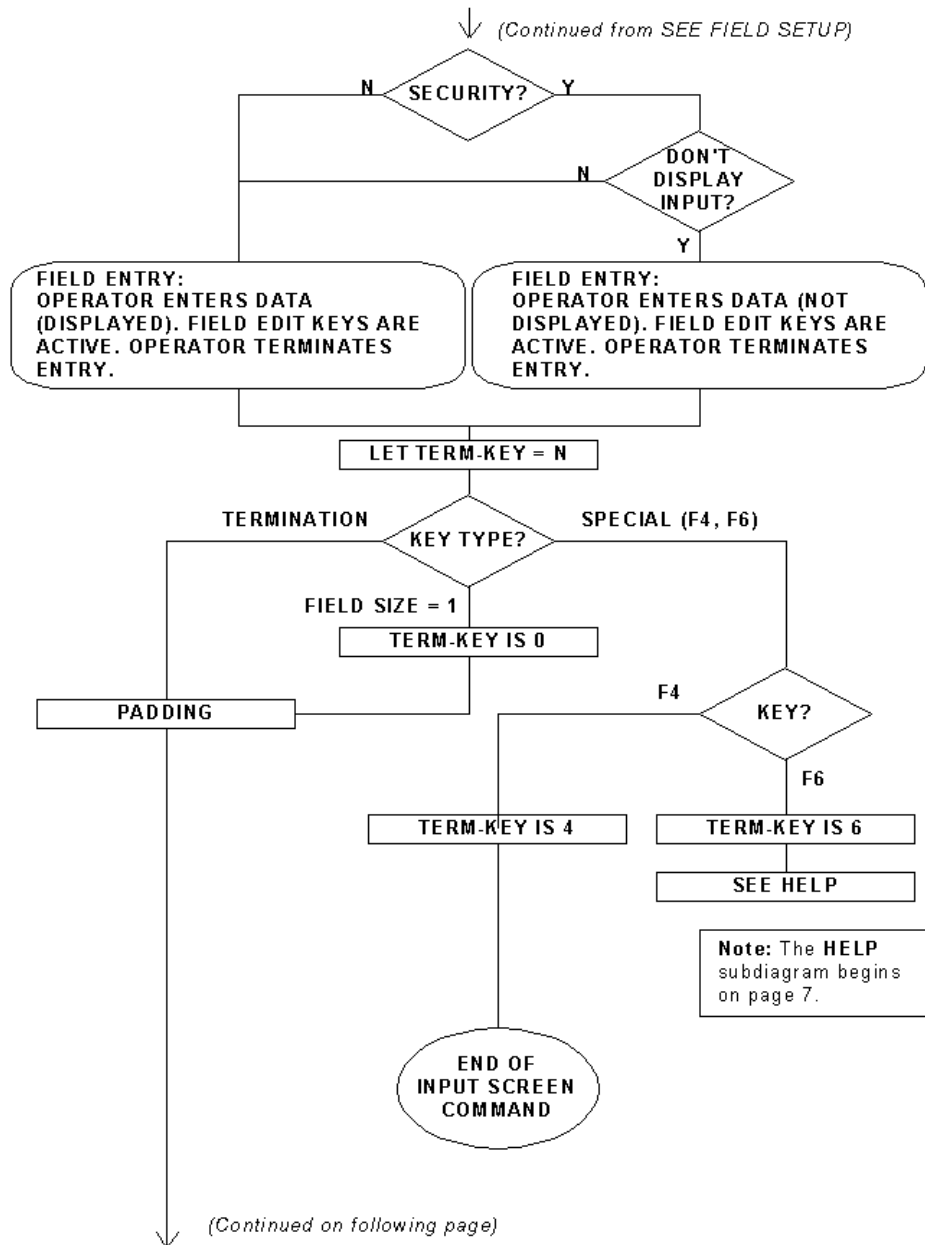 (Continued from SEE FIELD SETUP)
N
SECURITY?
Y
DON'T
DISPLAY
INPUT?
N
Y
FIELD ENTRY:
OPERATOR ENTERS DATA
(DISPLAYED). FIELD EDIT KEYS ARE
ACTIVE. OPERATOR TERMINATES
ENTRY.
FIELD ENTRY:
OPERATOR ENTERS DATA (NOT
DISPLAYED). FIELD EDIT KEYS ARE
ACTIVE. OPERATOR TERMINATES
ENTRY.
LET TERM-KEY = N
TERMINATION
KEY TYPE?
SPECIAL (F4, F6)
FIELD SIZE = 1
TERM-KEY IS 0
PADDING
F4
KEY?
F6
TERM-KEY IS 4
TERM-KEY IS 6
SEE HELP
Note: The HELP
subdiagram begins
on page 7.
END OF
INPUT SCREEN
COMMAND
(Continued on following page)